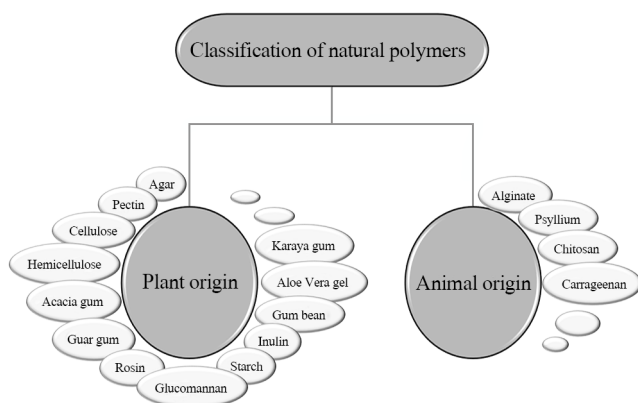 Classification of natural polymers
Agar
Pectin
Cellulose
Hemicellulose
Acacia gum
Guar gum
Rosin
Glucomannan
Starch
Inulin
Gum bean
Aloe Vera gel
Karaya gum
Plant origin
Alginate
Psyllium
Chitosan
Carrageenan
Animal origin